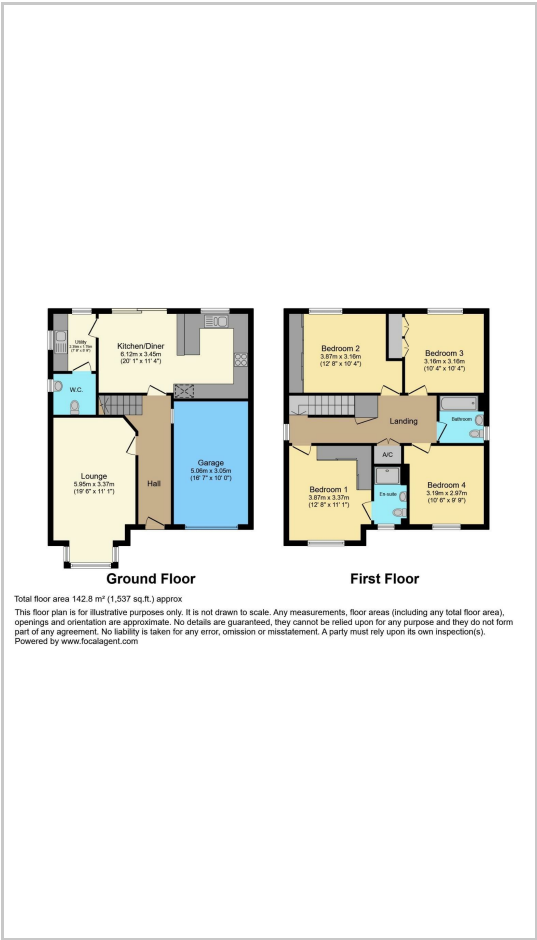 Utility
Kitchen/Diner
6.12m x 3.45m
(20' 1" x 11' 4")
W.C.
Lounge
5.95m x 3.37m
(19' 6" x 11' 1")
Hall
Garage
5.06m x 3.05m
(16' 7" x 10' 0")
Ground Floor
Bedroom 2
3.87m x 3.16m
(12' 8" x 10' 4")
Bedroom 3
3.16m x 3.16m
(10' 4" x 10' 4")
Landing
Bathroom
A/C
Bedroom 1
3.87m x 3.37m
(12' 8" x 11' 1")
En-suite
Bedroom 4
3.19m x 2.97m
(10' 6" x 9' 9")
First Floor
Total floor area 142.8 m² (1,537 sq.ft.) approx
This floor plan is for illustrative purposes only. It is not drawn to scale. Any measurements, floor areas (including any total floor area),
openings and orientation are approximate. No details are guaranteed, they cannot be relied upon for any purpose and they do not form
part of any agreement. No liability is taken for any error, omission or misstatement. A party must rely upon its own inspection(s).
Powered by www.focalagent.com